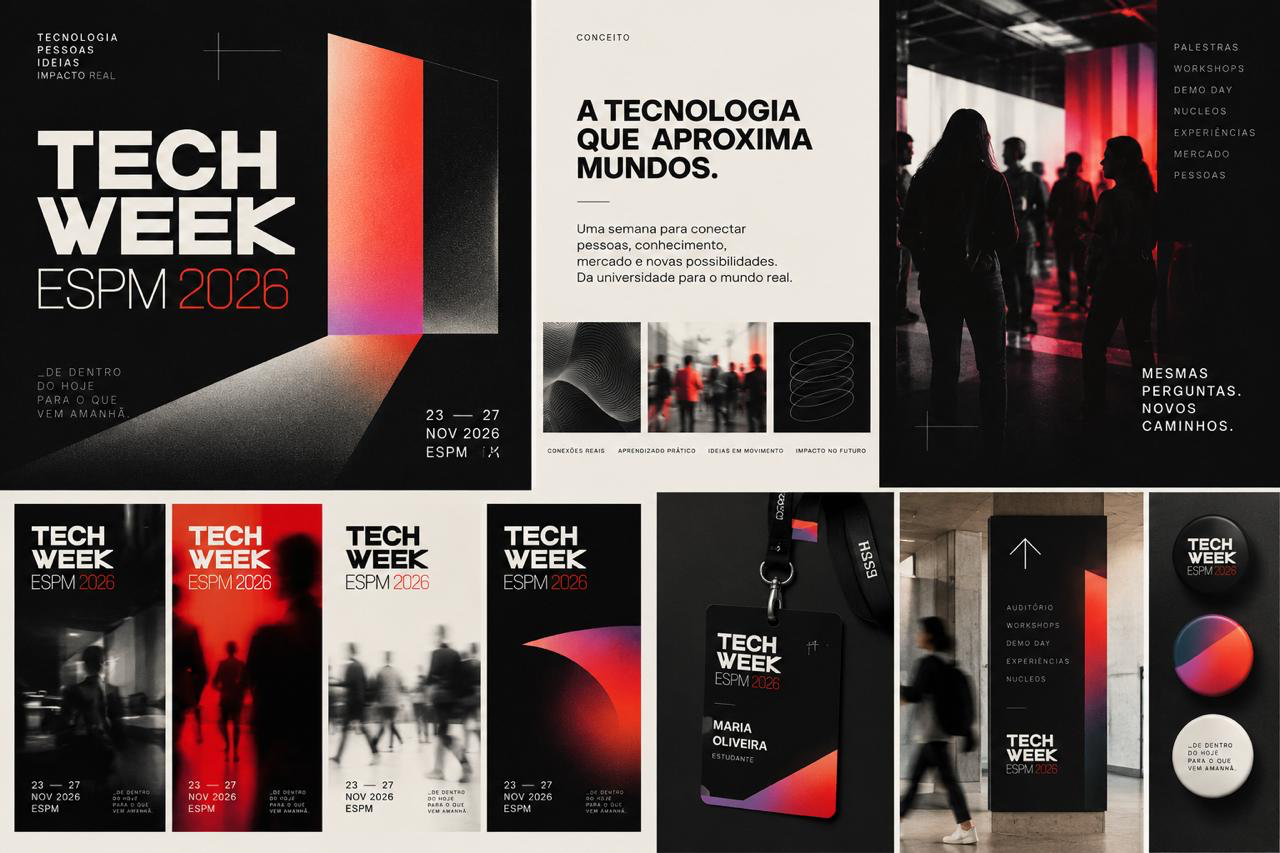 TECNOLOGIA
PESSOAS
IDEIAS
IMPACTO REAL
TECH
WEEK
ESPM 2026
_DE DENTRO
DO HOJE
PARA O QUE
VEM AMANHÃ.
23 — 27
NOV 2026
ESPM
CONCEITO
A TECNOLOGIA
QUE APROXIMA
MUNDOS.
Uma semana para conectar
pessoas, conhecimento,
mercado e novas possibilidades.
Da universidade para o mundo real.
CONEXÕES REAIS
APRENDIZADO PRÁTICO
IDEIAS EM MOVIMENTO
IMPACTO NO FUTURO
PALESTRAS
WORKSHOPS
DEMO DAY
NUCLEOS
EXPERIÊNCIAS
MERCADO
PESSOAS
MESMAS
PERGUNTAS.
NOVOS
CAMINHOS.
TECH
WEEK
ESPM 2026
23 — 27
NOV 2026
ESPM
_DE DENTRO
DO HOJE
PARA O QUE
VEM AMANHÃ.
TECH
WEEK
ESPM 2026
23 — 27
NOV 2026
ESPM
_DE DENTRO
DO HOJE
PARA O QUE
VEM AMANHÃ.
TECH
WEEK
ESPM 2026
23 — 27
NOV 2026
ESPM
_DE DENTRO
DO HOJE
PARA O QUE
VEM AMANHÃ.
TECH
WEEK
ESPM 2026
23 — 27
NOV 2026
ESPM
_DE DENTRO
DO HOJE
PARA O QUE
VEM AMANHÃ.
TECH
WEEK
ESPM 2026
MARIA
OLIVEIRA
ESTUDANTE
AUDITÓRIO
WORKSHOPS
DEMO DAY
EXPERIÊNCIAS
NUCLEOS
TECH
WEEK
ESPM 2026
TECH
WEEK
ESPM 2026
_DE DENTRO
DO HOJE
PARA O QUE
VEM AMANHÃ.